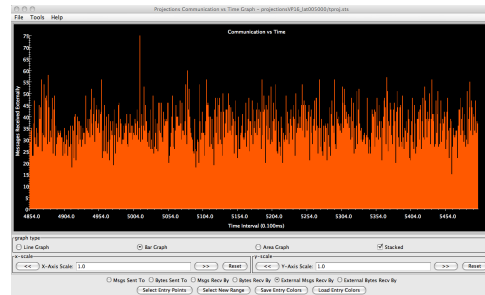 Projections Communication vs Time Graph – projections/VP16_lat005000/hproj.sts
File Tools Help
Communication vs Time
75
70
65
60
55
50
45
40
35
30
25
20
15
10
5
0
Messages Received Externally
4854.0 4904.0 4954.0 5004.0 5054.0 5104.0 5154.0 5204.0 5254.0 5304.0 5354.0 5404.0 5454.0
Time Interval (0.100ms)
graph type
Line Graph Bar Graph Area Graph Stacked
x-scale y-scale
<< X-Axis Scale: 1.0 >> Reset << Y-Axis Scale: 1.0 >> Reset
Msgs Sent To Bytes Sent To Msgs Recv By Bytes Recv By External Msgs Recv By External Bytes Recv By
Select Entry Points Select New Range Save Entry Colors Load Entry Colors